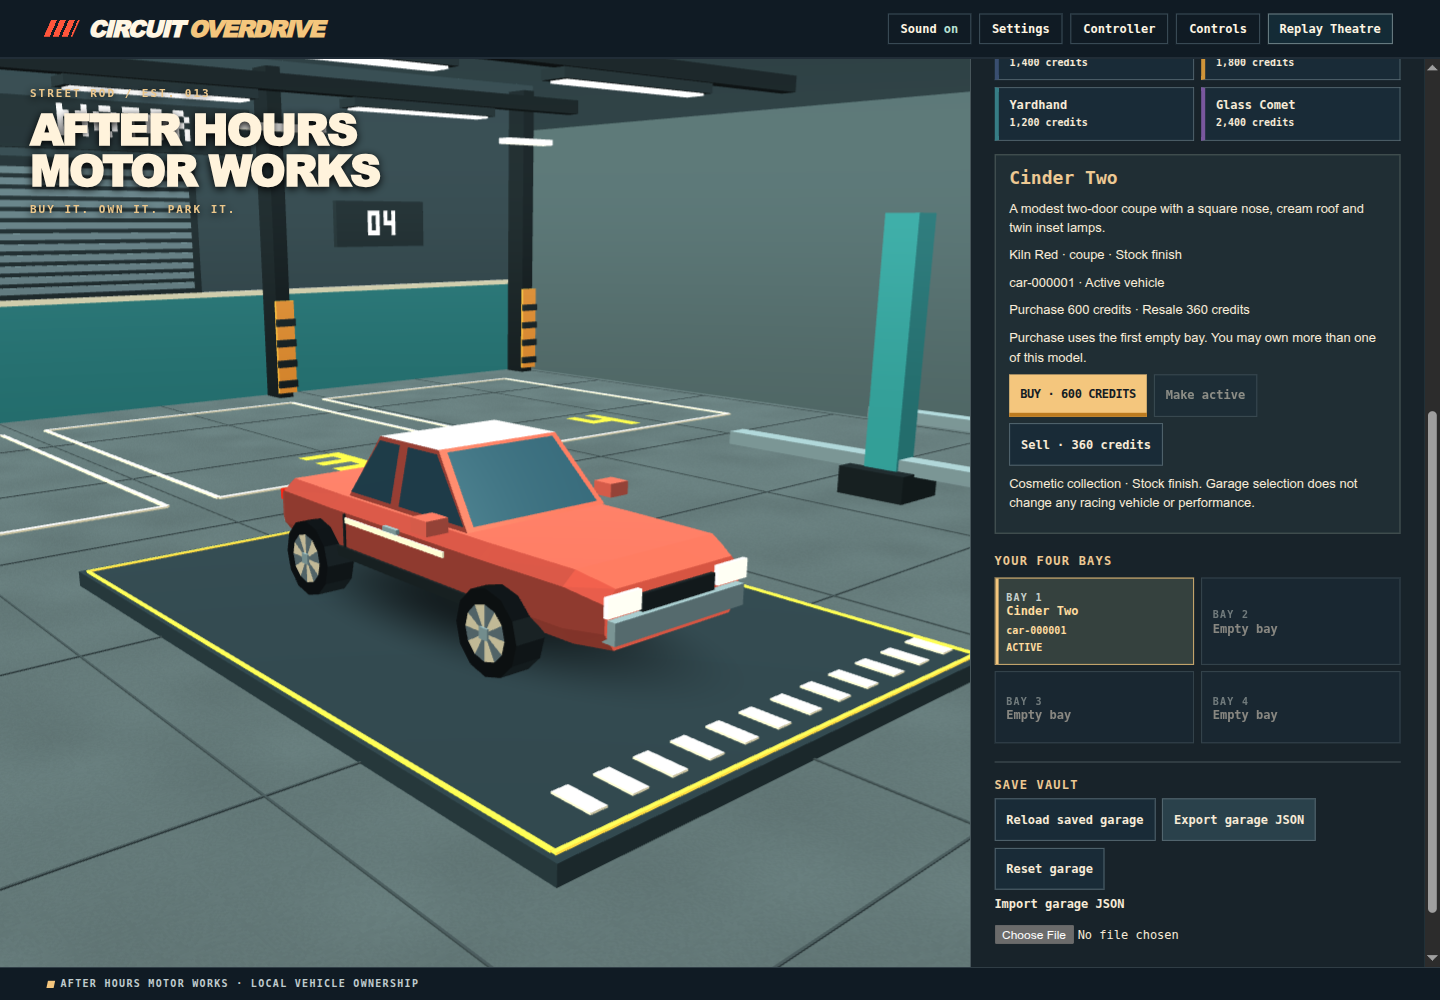 CIRCUIT OVERDRIVE
Sound on
Settings
Controller
Controls
Replay Theatre
STREET ROD / EST. 013
AFTER HOURS
MOTOR WORKS
BUY IT. OWN IT. PARK IT.
04
3
4
1,400 credits
1,800 credits
Yardhand
1,200 credits
Glass Comet
2,400 credits
Cinder Two
A modest two-door coupe with a square nose, cream roof and
twin inset lamps.
Kiln Red · coupe · Stock finish
car-000001 · Active vehicle
Purchase 600 credits · Resale 360 credits
Purchase uses the first empty bay. You may own more than one
of this model.
BUY · 600 CREDITS
Make active
Sell · 360 credits
Cosmetic collection · Stock finish. Garage selection does not
change any racing vehicle or performance.
YOUR FOUR BAYS
BAY 1
Cinder Two
car-000001
ACTIVE
BAY 2
Empty bay
BAY 3
Empty bay
BAY 4
Empty bay
SAVE VAULT
Reload saved garage
Export garage JSON
Reset garage
Import garage JSON
Choose File No file chosen
AFTER HOURS MOTOR WORKS · LOCAL VEHICLE OWNERSHIP